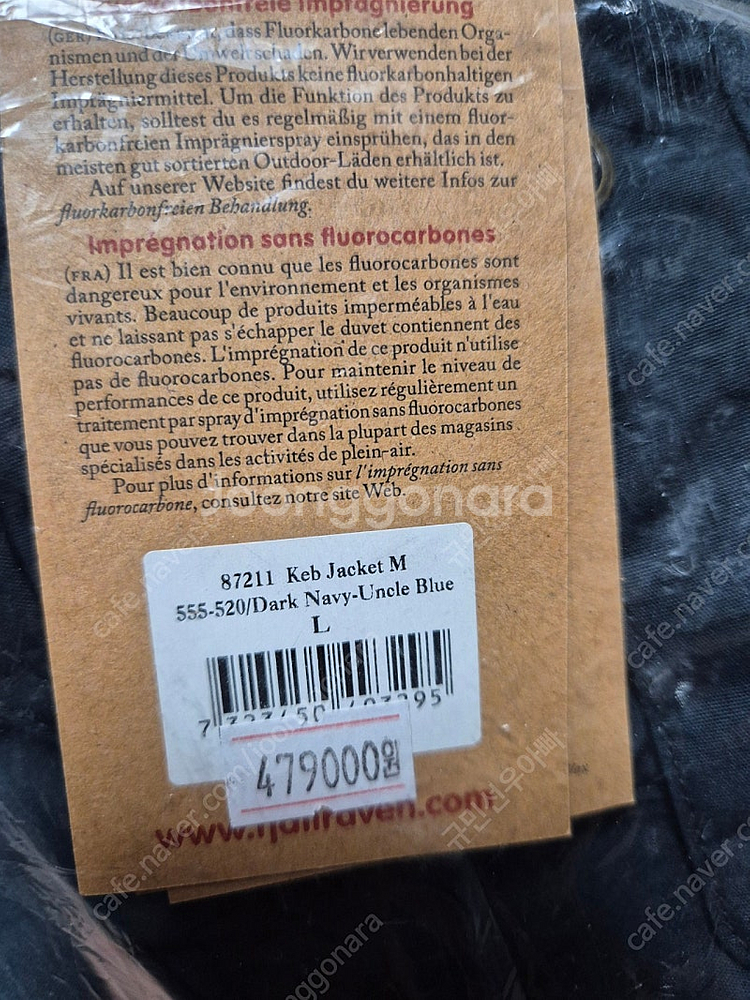 Imprägnierung
(GER) dass Fluorkarbone lebenden Orga-
nismen und der Umwelt schaden. Wir verwenden bei der
Herstellung dieses Produkts keine fluorkarbonhaltigen
Imprägniermittel. Um die Funktion des Produkts zu
erhalten, solltest du es regelmäßig mit einem fluor-
karbonfreien Imprägnierspray einsprühen, das in den
meisten gut sortierten Outdoor-Läden erhältlich ist.
Auf unserer Website findest du weitere Infos zur
fluorkarbonfreien Behandlung.
Imprégnation sans fluorocarbones
(FRA) Il est bien connu que les fluorocarbones sont
dangereux pour l'environnement et les organismes
vivants. Beaucoup de produits imperméables à l'eau
et ne laissant pas s'échapper le duvet contiennent des
fluorocarbones. L'imprégnation de ce produit n'utilise
pas de fluorocarbones. Pour maintenir le niveau de
performances de ce produit, utilisez régulièrement un
traitement par spray d'imprégnation sans fluorocarbones
que vous pouvez trouver dans la plupart des magasins
spécialisés dans les activités de plein-air.
Pour plus d'informations sur l'imprégnation sans
fluorocarbone, consultez notre site Web.
Joonggonara
87211 Keb Jacket M
555-520/Dark Navy-Uncle Blue
L
479000원
www.fjallraven.com
cafe.naver.com/joonggonara